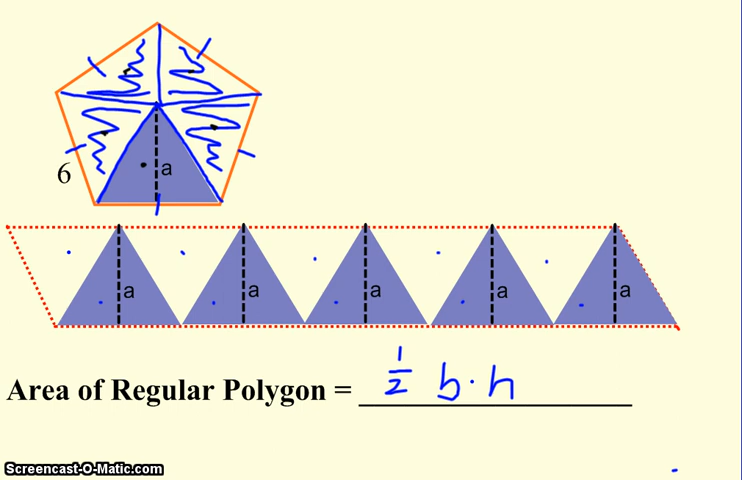 6
a
a a a a a
Area of Regular Polygon = 1/2 b · h
Screencast-O-Matic.com